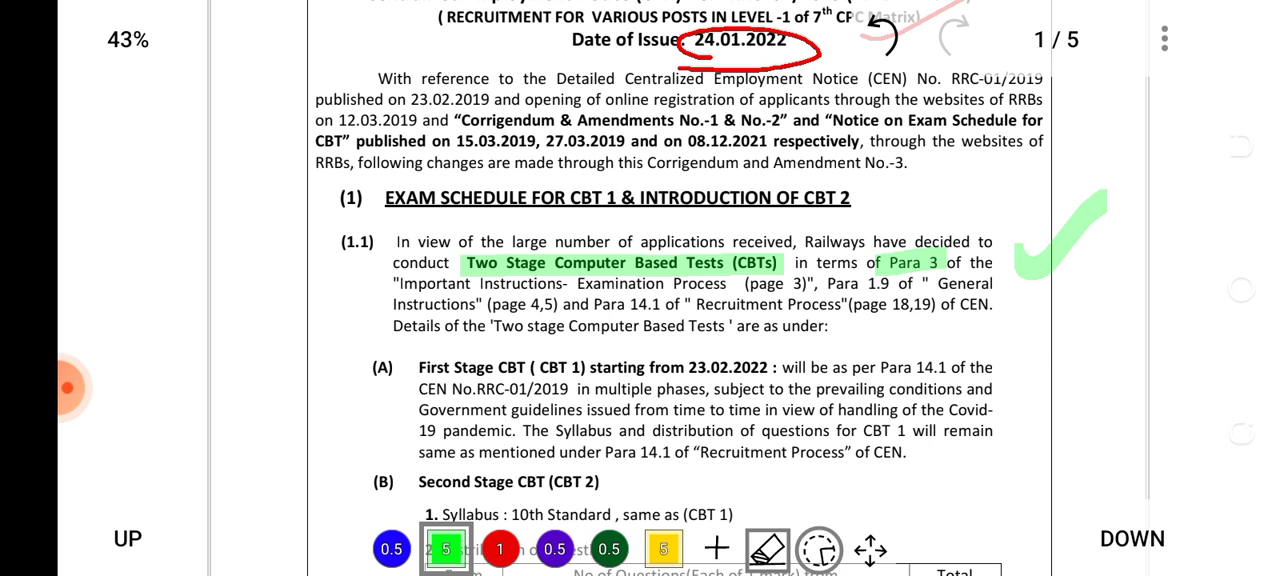 ( RECRUITMENT FOR VARIOUS POSTS IN LEVEL -1 of 7th CPC Matrix)
Date of Issue: 24.01.2022
43%
1 / 5
With reference to the Detailed Centralized Employment Notice (CEN) No. RRC-01/2019
published on 23.02.2019 and opening of online registration of applicants through the websites of RRBs
on 12.03.2019 and “Corrigendum & Amendments No.-1 & No.-2” and “Notice on Exam Schedule for
CBT” published on 15.03.2019, 27.03.2019 and on 08.12.2021 respectively, through the websites of
RRBs, following changes are made through this Corrigendum and Amendment No.-3.
(1) EXAM SCHEDULE FOR CBT 1 & INTRODUCTION OF CBT 2
(1.1) In view of the large number of applications received, Railways have decided to
conduct Two Stage Computer Based Tests (CBTs) in terms of Para 3 of the
"Important Instructions- Examination Process (page 3)", Para 1.9 of " General
Instructions" (page 4,5) and Para 14.1 of " Recruitment Process"(page 18,19) of CEN.
Details of the 'Two stage Computer Based Tests ' are as under:
(A) First Stage CBT ( CBT 1) starting from 23.02.2022 : will be as per Para 14.1 of the
CEN No.RRC-01/2019 in multiple phases, subject to the prevailing conditions and
Government guidelines issued from time to time in view of handling of the Covid-
19 pandemic. The Syllabus and distribution of questions for CBT 1 will remain
same as mentioned under Para 14.1 of “Recruitment Process” of CEN.
(B) Second Stage CBT (CBT 2)
1. Syllabus : 10th Standard , same as (CBT 1)
UP
DOWN
0.5 5 1 0.5 0.5 5
No of Questions(Each of 1 mark) from Total